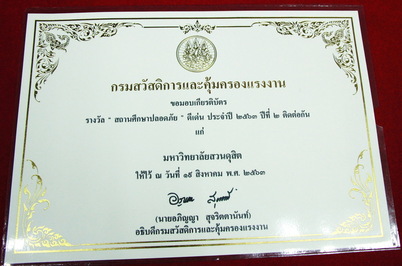 กรมสวัสดิการและคุ้มครองแรงงาน
ขอมอบเกียรติบัตร
รางวัล " สถานศึกษาปลอดภัย " ดีเด่น ประจำปี ๒๕๖๓ ปีที่ ๒ ติดต่อกัน
แก่
มหาวิทยาลัยสวนดุสิต
ให้ไว้ ณ วันที่ ๑๙ สิงหาคม พ.ศ. ๒๕๖๓
(นายอภิญญา สุจริตตานันท์)
อธิบดีกรมสวัสดิการและคุ้มครองแรงงาน